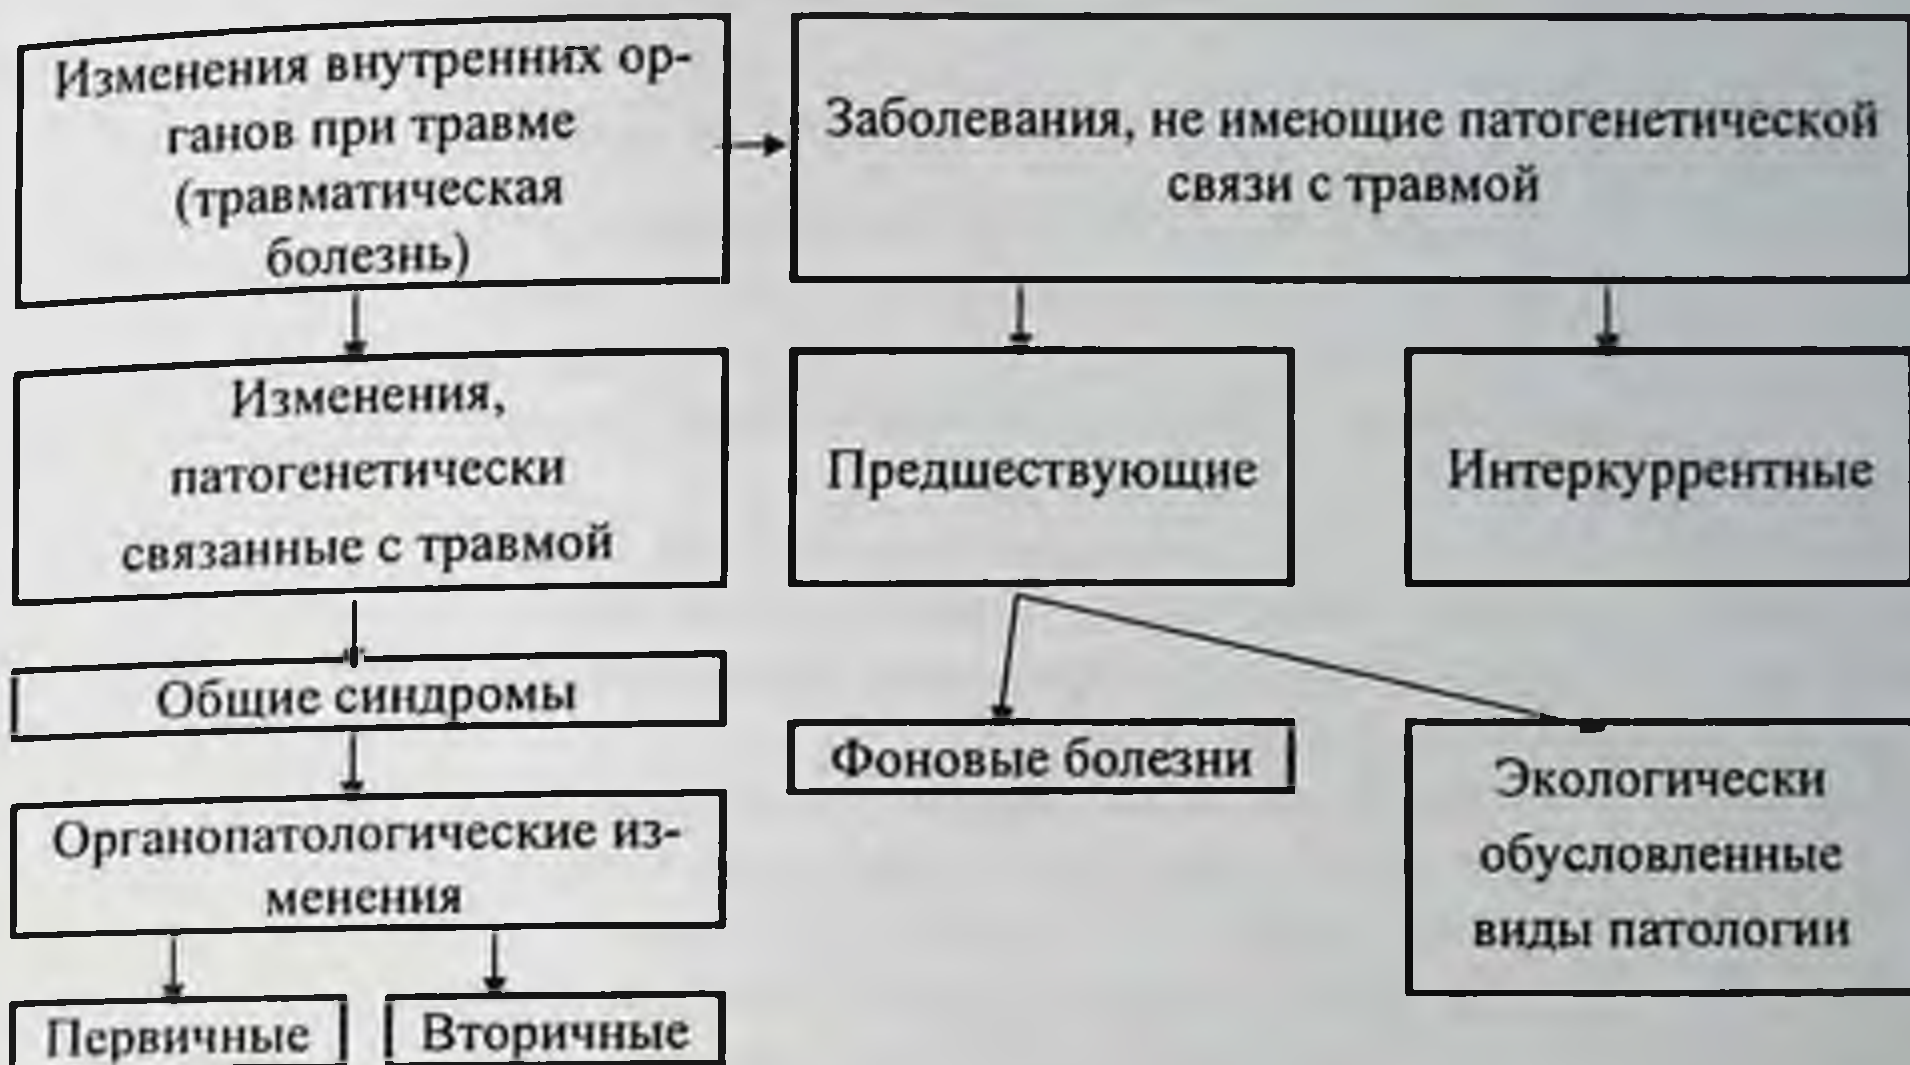 Изменения внутренних ор-
ганов при травме
(травматическая
болезнь)
Заболевания, не имеющие патогенетической
связи с травмой
Изменения,
патогенетически
связанные с травмой
Предшествующие
Интеркуррентные
Общие синдромы
Фоновые болезни
Органопатологические из-
менения
Экологически
обусловленные
виды патологии
Первичные
Вторичные